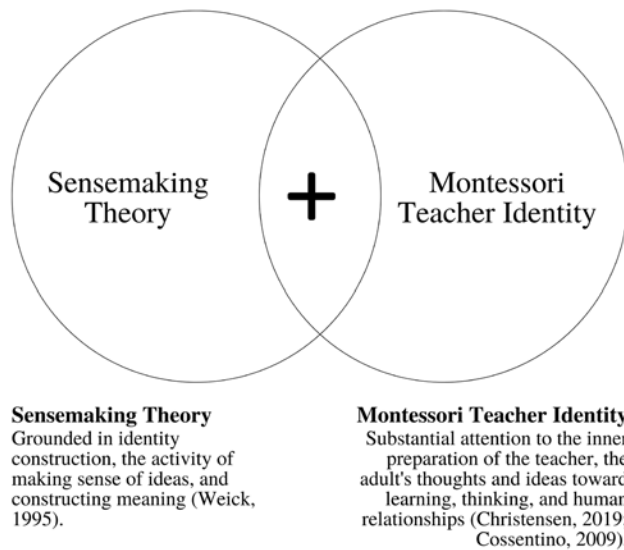 Sensemaking
Theory
+
Montessori
Teacher Identity
Sensemaking Theory
Grounded in identity
construction, the activity of
making sense of ideas, and
constructing meaning (Weick,
1995).
Montessori Teacher Identity
Substantial attention to the inner
preparation of the teacher, the
adult's thoughts and ideas toward
learning, thinking, and human
relationships (Christensen, 2019;
Cossentino, 2009)